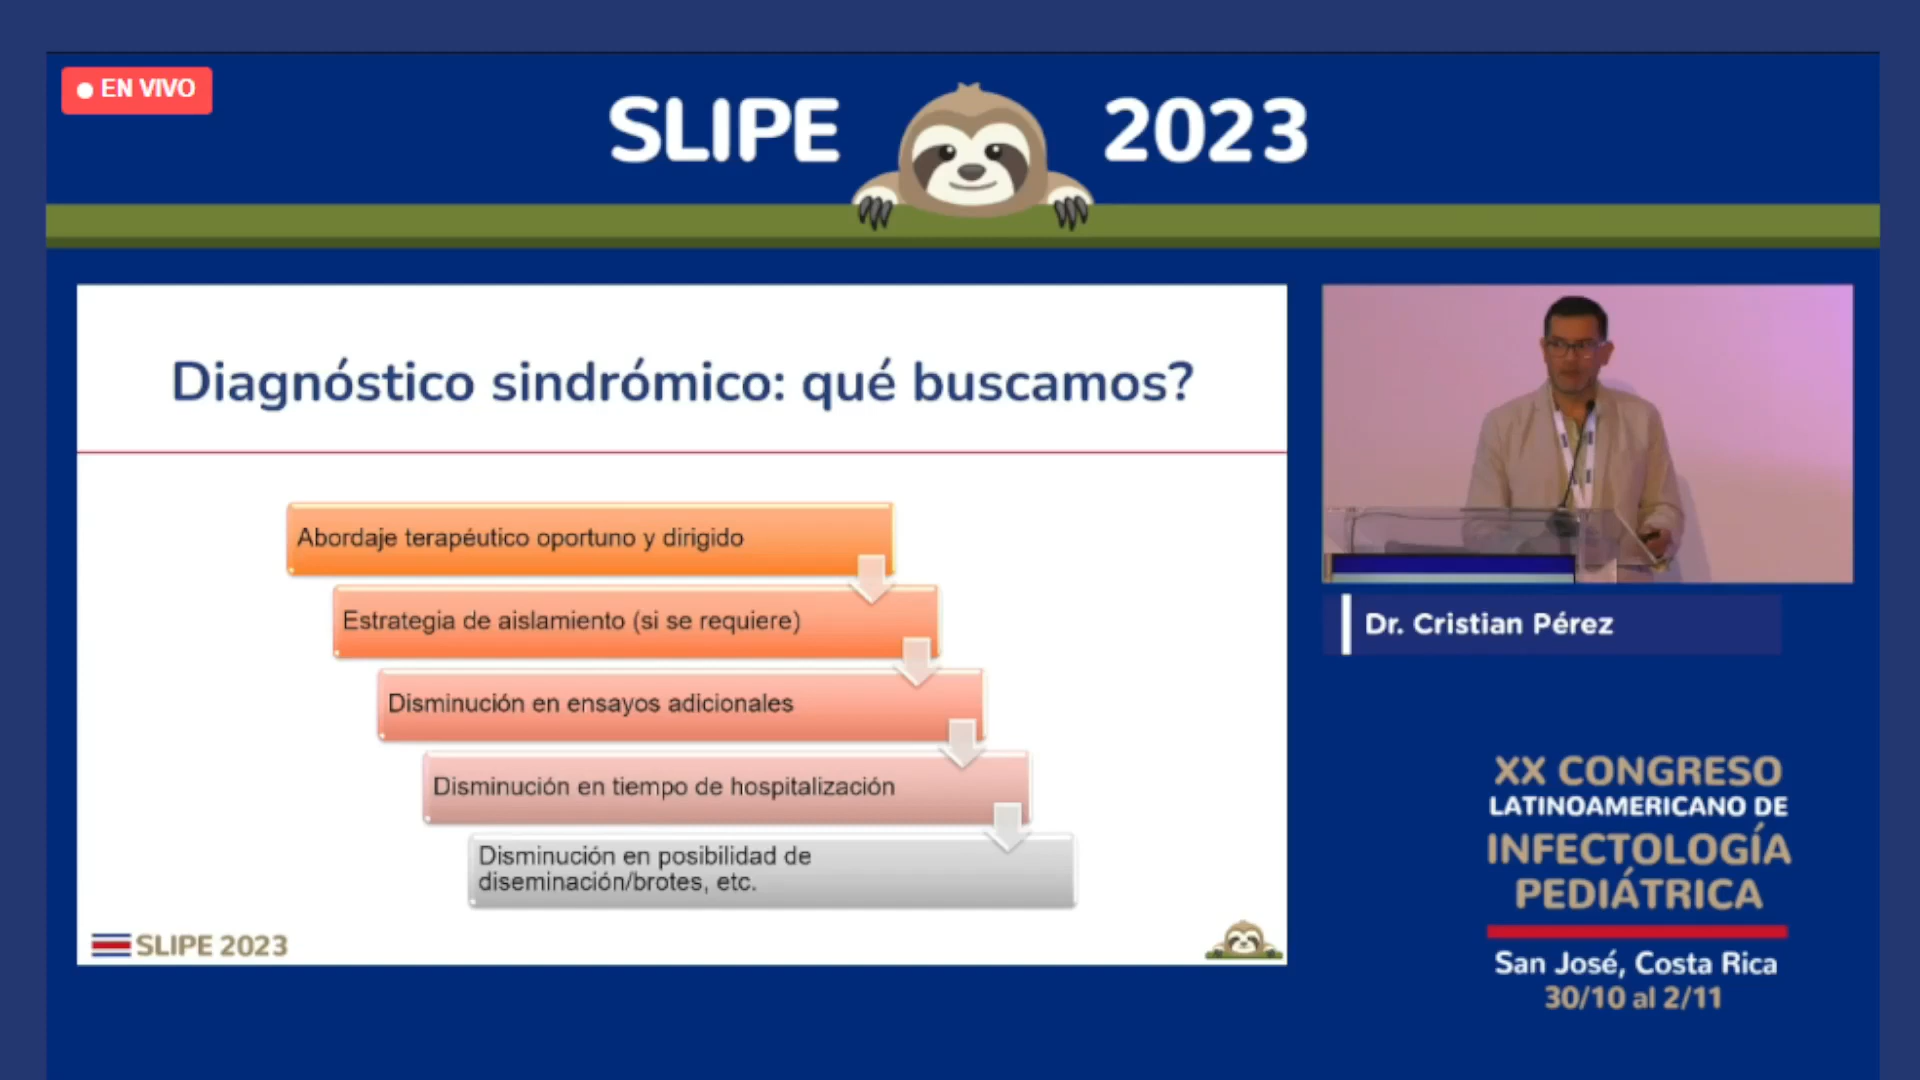 EN VIVO
SLIPE 2023
Diagnóstico sindrómico: qué buscamos?
Abordaje terapéutico oportuno y dirigido
Estrategia de aislamiento (si se requiere)
Disminución en ensayos adicionales
Disminución en tiempo de hospitalización
Disminución en posibilidad de
diseminación/brotes, etc.
SLIPE 2023
Dr. Cristian Pérez
XX CONGRESO
LATINOAMERICANO DE
INFECTOLOGÍA
PEDIÁTRICA
San José, Costa Rica
30/10 al 2/11